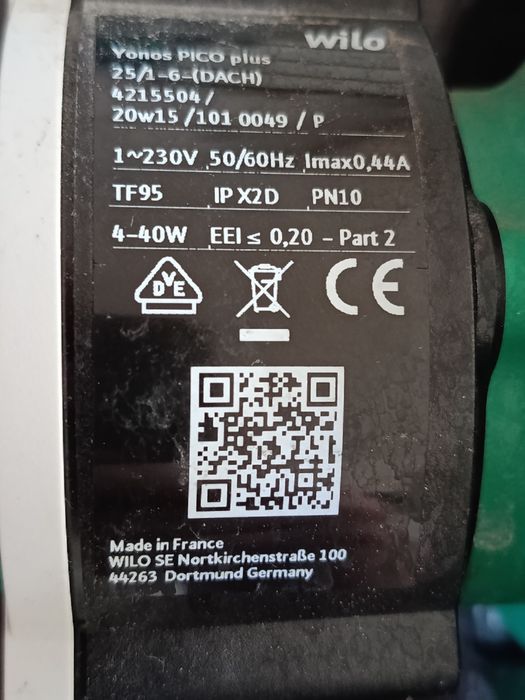 wilo
Yonos PICO plus
25/1-6-(DACH)
4215504/
20w15/101 0049 / P
1~230V 50/60Hz Imax0,44A
TF95 IP X2D PN10
4-40W EEI ≤ 0,20 - Part 2
DVE
CE
Made in France
WILO SE Nortkirchenstraße 100
44263 Dortmund Germany